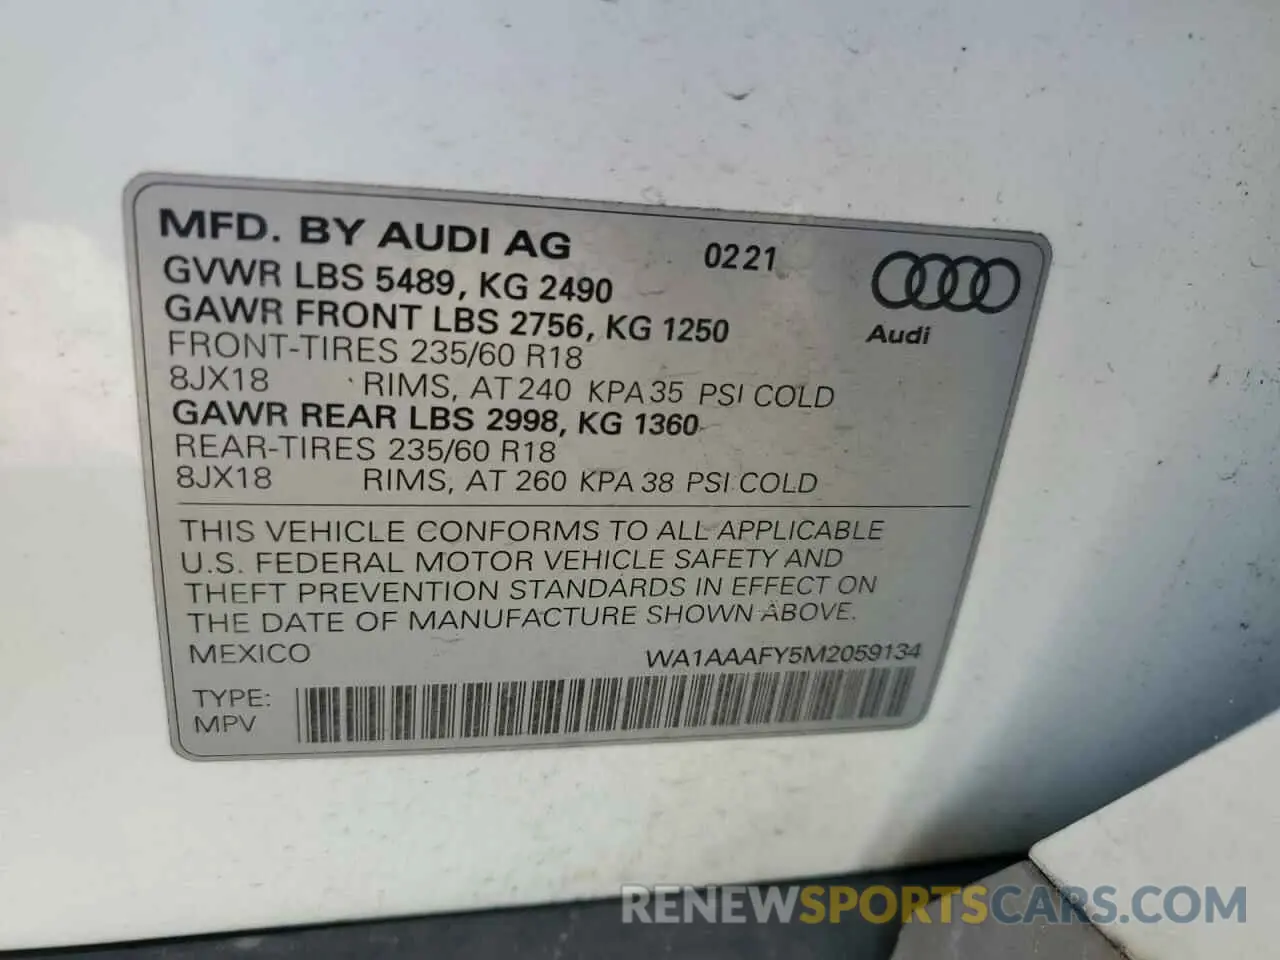 MFD. BY AUDI AG 0221
GVWR LBS 5489, KG 2490
GAWR FRONT LBS 2756, KG 1250
Audi
FRONT-TIRES 235/60 R18
8JX18 RIMS, AT 240 KPA 35 PSI COLD
GAWR REAR LBS 2998, KG 1360
REAR-TIRES 235/60 R18
8JX18 RIMS, AT 260 KPA 38 PSI COLD
THIS VEHICLE CONFORMS TO ALL APPLICABLE
U.S. FEDERAL MOTOR VEHICLE SAFETY AND
THEFT PREVENTION STANDARDS IN EFFECT ON
THE DATE OF MANUFACTURE SHOWN ABOVE.
MEXICO WA1AAAFY5M2059134
TYPE:
MPV
RENEWSPORTSCARS.COM